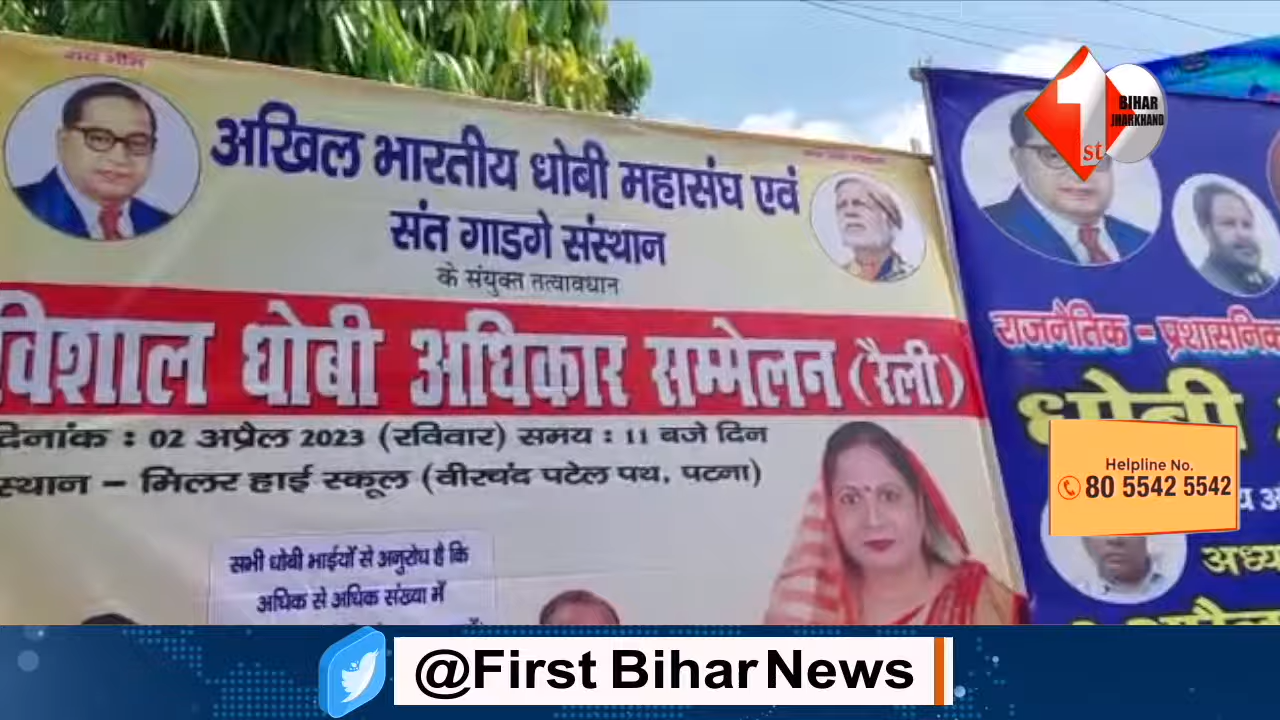 अखिल भारतीय धोबी महासंघ एवं
संत गाडगे संस्थान
के संयुक्त तत्वावधान
विशाल धोबी अधिकार सम्मेलन (रैली)
दिनांक : 02 अप्रैल 2023 (रविवार) समय : 11 बजे दिन
स्थान – मिलर हाई स्कूल (वीरचंद पटेल पथ, पटना)
सभी धोबी भाईयों से अनुरोध है कि
अधिक से अधिक संख्या में
राजनैतिक – प्रशासनिक
धोबी
1st
BIHAR
JHARKHAND
Helpline No.
80 5542 5542
@First Bihar News